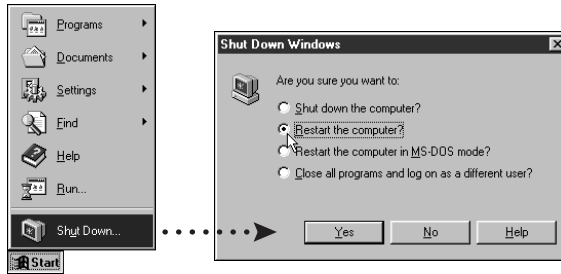 Programs
Documents
Settings
Find
Help
Run...
Shut Down...
Start
Shut Down Windows
Are you sure you want to:
Shut down the computer?
Restart the computer?
Restart the computer in MS-DOS mode?
Close all programs and log on as a different user?
Yes No Help